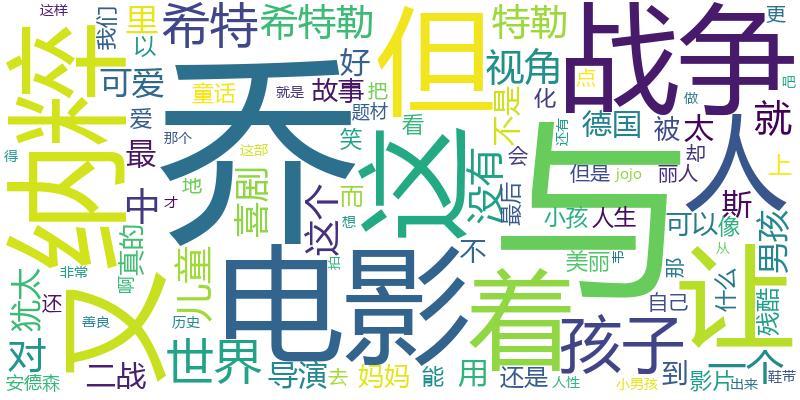 这样
我们
里
以
希特
希特勒
特勒
更
纳粹
可爱
乔
童话
就是
故事
好
但
视角
点
战争
吧
爱
把
题材
不是
化
德国
被
太
就
做
得
最
那个
这部
笑
看
这
没有
会
还有
却
人
上
中
才
地
喜剧
这个
而
想
最后
与
但是
jojo
丽人
斯
又
真的
啊
儿童
拍
电影
不
着
小孩
人生
美丽
韦
可以
像
那
从
什么
男孩
残酷
让
犹太
非常
还
善良
历史
世界
自己
孩子
一个
对
安德森
二战
导演
去
妈妈
能
用
还是
人性
小男孩
到
影片
出来
鞋带